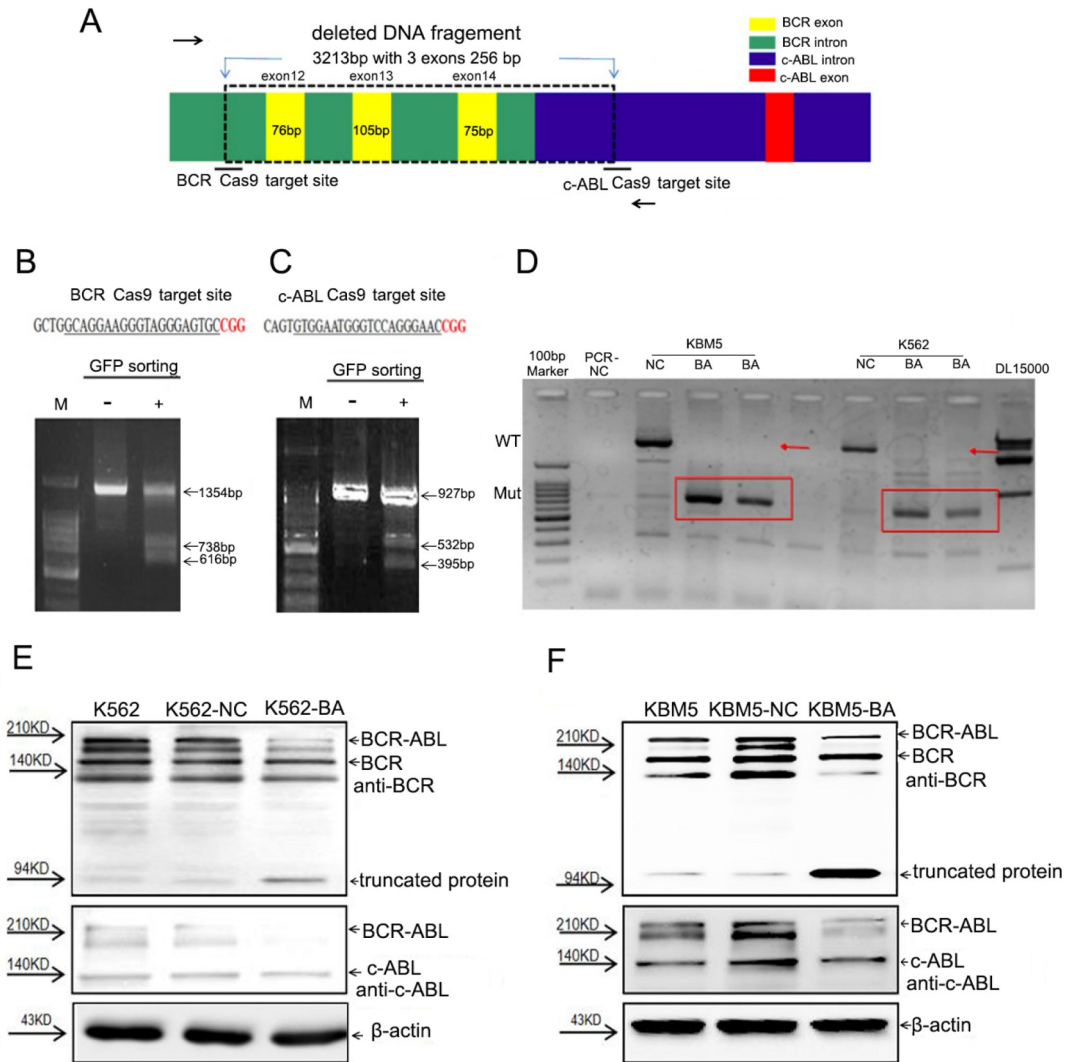 A
deleted DNA fragement
3213bp with 3 exons 256 bp
exon12 exon13 exon14
76bp 105bp 75bp
BCR Cas9 target site
c-ABL Cas9 target site
BCR exon
BCR intron
c-ABL intron
c-ABL exon
B
BCR Cas9 target site
GCTGGCAGGAAGGGTAGGGAGTGCCGG
GFP sorting
M - +
1354bp
738bp
616bp
C
c-ABL Cas9 target site
CAGTGTGGAATGGGTCCAGGGAACCGG
GFP sorting
M - +
927bp
532bp
395bp
D
100bp Marker
PCR-NC
KBM5
NC BA BA
K562
NC BA BA
DL15000
WT
Mut
E
K562 K562-NC K562-BA
210KD
140KD
94KD
BCR-ABL
BCR
anti-BCR
truncated protein
210KD
140KD
BCR-ABL
c-ABL
anti-c-ABL
43KD
β-actin
F
KBM5 KBM5-NC KBM5-BA
210KD
140KD
94KD
BCR-ABL
BCR
anti-BCR
truncated protein
210KD
140KD
BCR-ABL
c-ABL
anti-c-ABL
43KD
β-actin